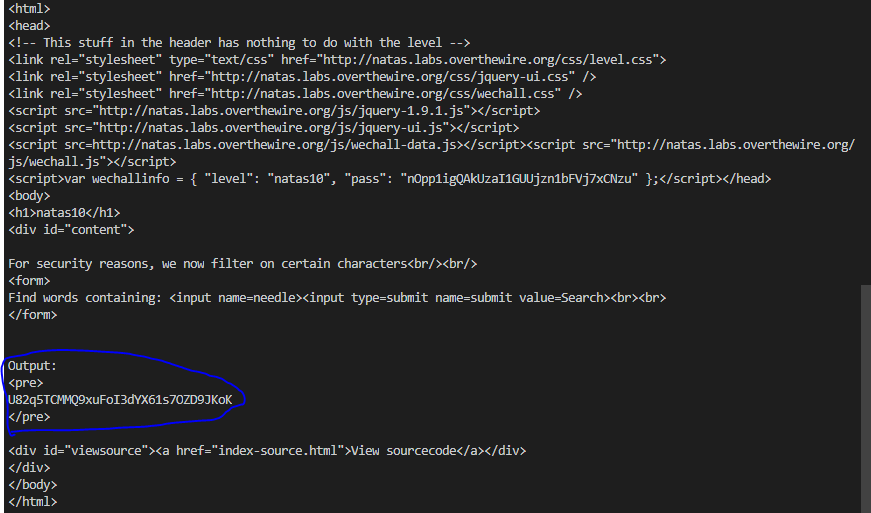 <html>
<head>
<!-- This stuff in the header has nothing to do with the level -->
<link rel="stylesheet" type="text/css" href="http://natas.labs.overthewire.org/css/level.css">
<link rel="stylesheet" href="http://natas.labs.overthewire.org/css/jquery-ui.css" />
<link rel="stylesheet" href="http://natas.labs.overthewire.org/css/wechall.css" />
<script src="http://natas.labs.overthewire.org/js/jquery-1.9.1.js"></script>
<script src="http://natas.labs.overthewire.org/js/jquery-ui.js"></script>
<script src=http://natas.labs.overthewire.org/js/wechall-data.js></script><script src="http://natas.labs.overthewire.org/
js/wechall.js"></script>
<script>var wechallinfo = { "level": "natas10", "pass": "nOpp1igQAkUzaI1GUUjzn1bFVj7xCNzu" };</script></head>
<body>
<h1>natas10</h1>
<div id="content">
For security reasons, we now filter on certain characters<br/><br/>
<form>
Find words containing: <input name=needle><input type=submit name=submit value=Search><br><br>
</form>
Output:
<pre>
U82q5TCMMQ9xuFoI3dYX61s7OZD9JKoK
</pre>
<div id="viewsource"><a href="index-source.html">View sourcecode</a></div>
</div>
</body>
</html>